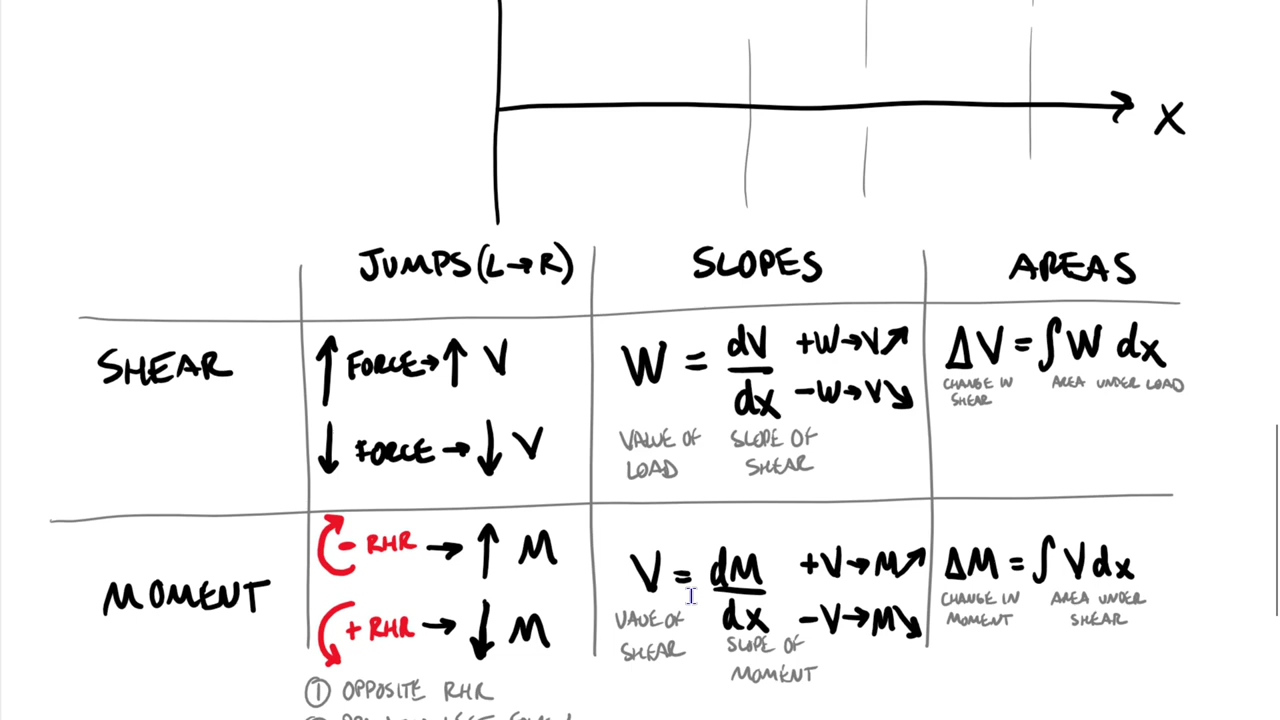 X
JUMPS (L→R) SLOPES AREAS
SHEAR
↑ FORCE → ↑ V
↓ FORCE → ↓ V
W = dV/dx
+W→V↗
-W→V↘
VALUE OF
LOAD
SLOPE OF
SHEAR
ΔV = ∫W dx
CHANGE IN
SHEAR
AREA UNDER LOAD
MOMENT
- RHR → ↑ M
+ RHR → ↓ M
V = dM/dx
+V→M↗
-V→M↘
VALUE OF
SHEAR
SLOPE OF
MOMENT
ΔM = ∫V dx
CHANGE IN
MOMENT
AREA UNDER
SHEAR
① OPPOSITE RHR